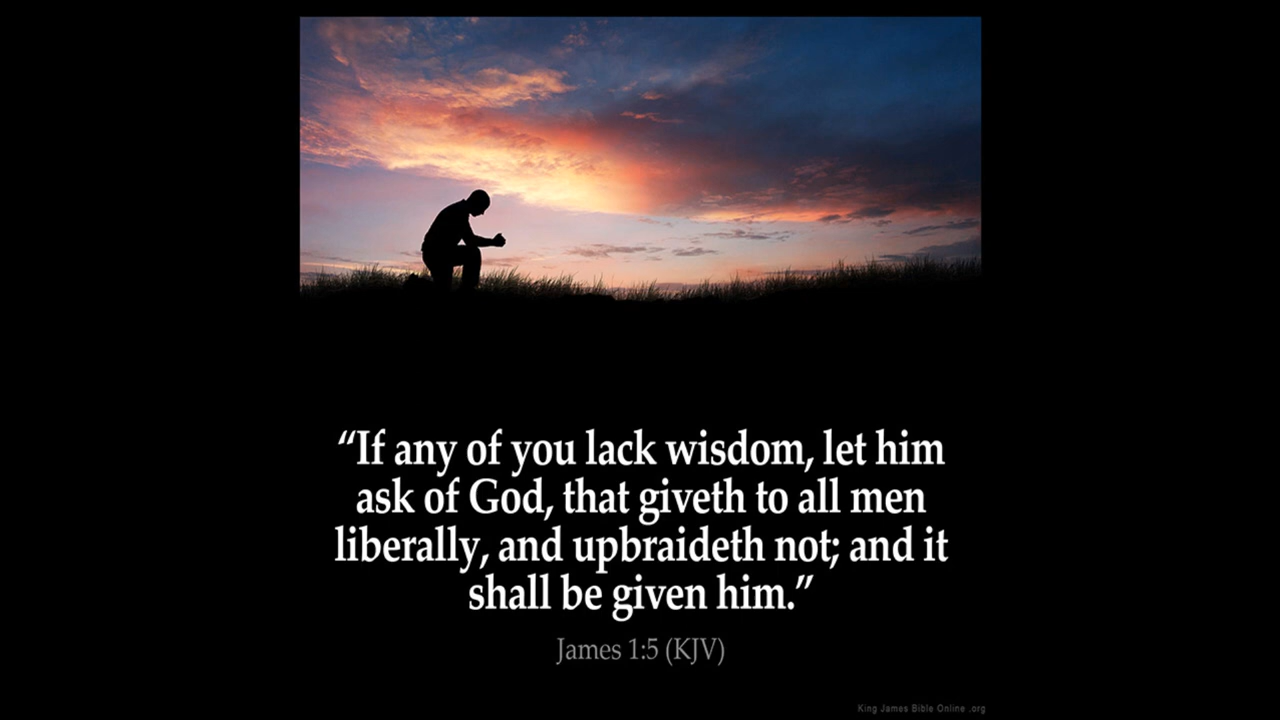 “If any of you lack wisdom, let him
ask of God, that giveth to all men
liberally, and upbraideth not; and it
shall be given him.”
James 1:5 (KJV)
King James Bible Online .org